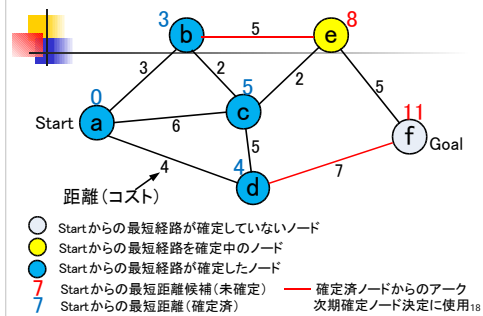 3
b
5
e
8
3
2
5
2
5
0
Start
a
6
c
11
f
Goal
5
4
4
d
7
距離(コスト)
Startからの最短経路が確定していないノード
Startからの最短経路を確定中のノード
Startからの最短経路が確定したノード
7 Startからの最短距離候補(未確定)
確定済ノードからのアーク
7 Startからの最短距離(確定済)
次期確定ノード決定に使用18